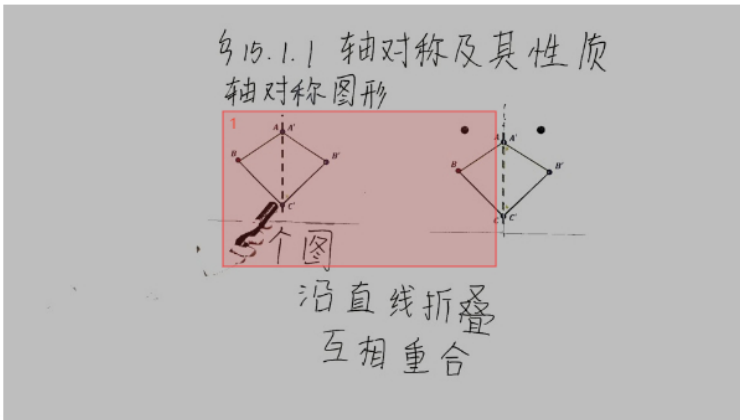 §15.1.1 轴对称及其性质
轴对称图形
1
A A'
B B'
C'
A A'
B B'
C C'
个图
沿直线折叠
互相重合